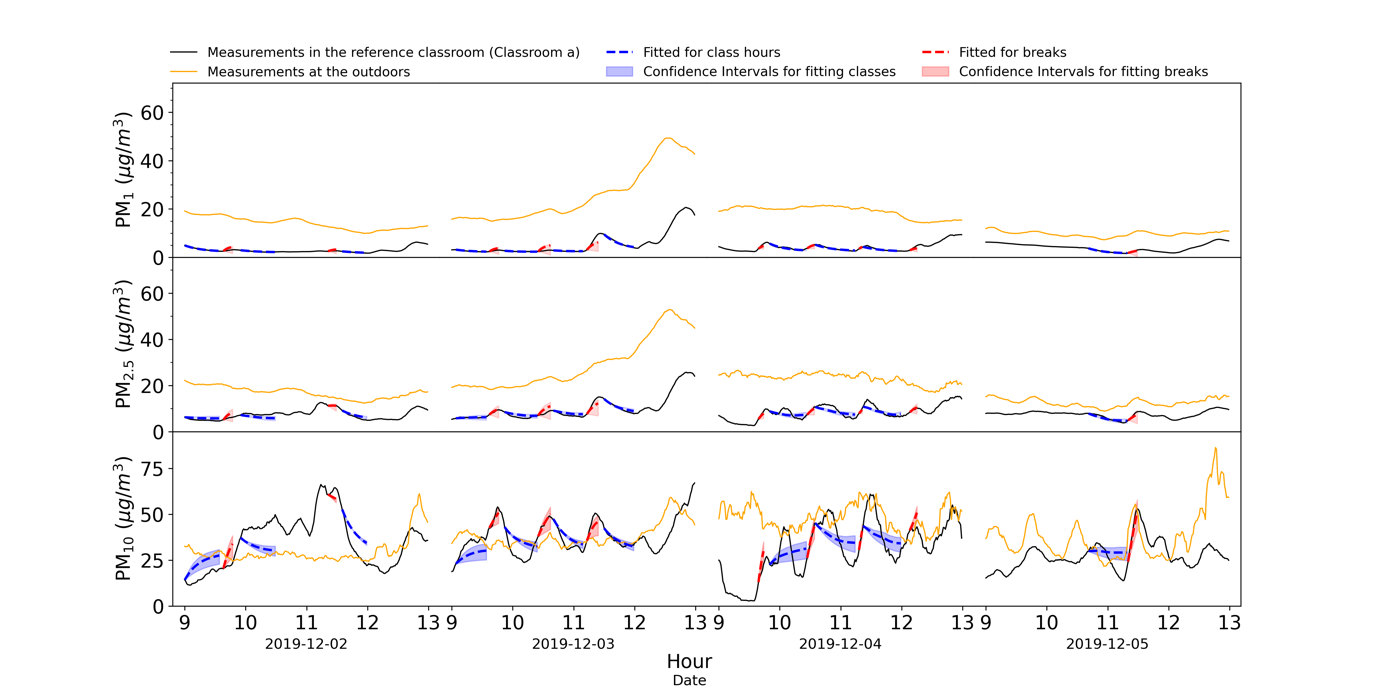 Measurements in the reference classroom (Classroom a)
Measurements at the outdoors
Fitted for class hours
Confidence Intervals for fitting classes
Fitted for breaks
Confidence Intervals for fitting breaks
PM1 (μg/m³)
60
40
20
0
PM2.5 (μg/m³)
60
40
20
0
PM10 (μg/m³)
75
50
25
0
9 10 11 12 13 9 10 11 12 13 9 10 11 12 13 9 10 11 12 13
2019-12-02 2019-12-03 2019-12-04 2019-12-05
Hour
Date